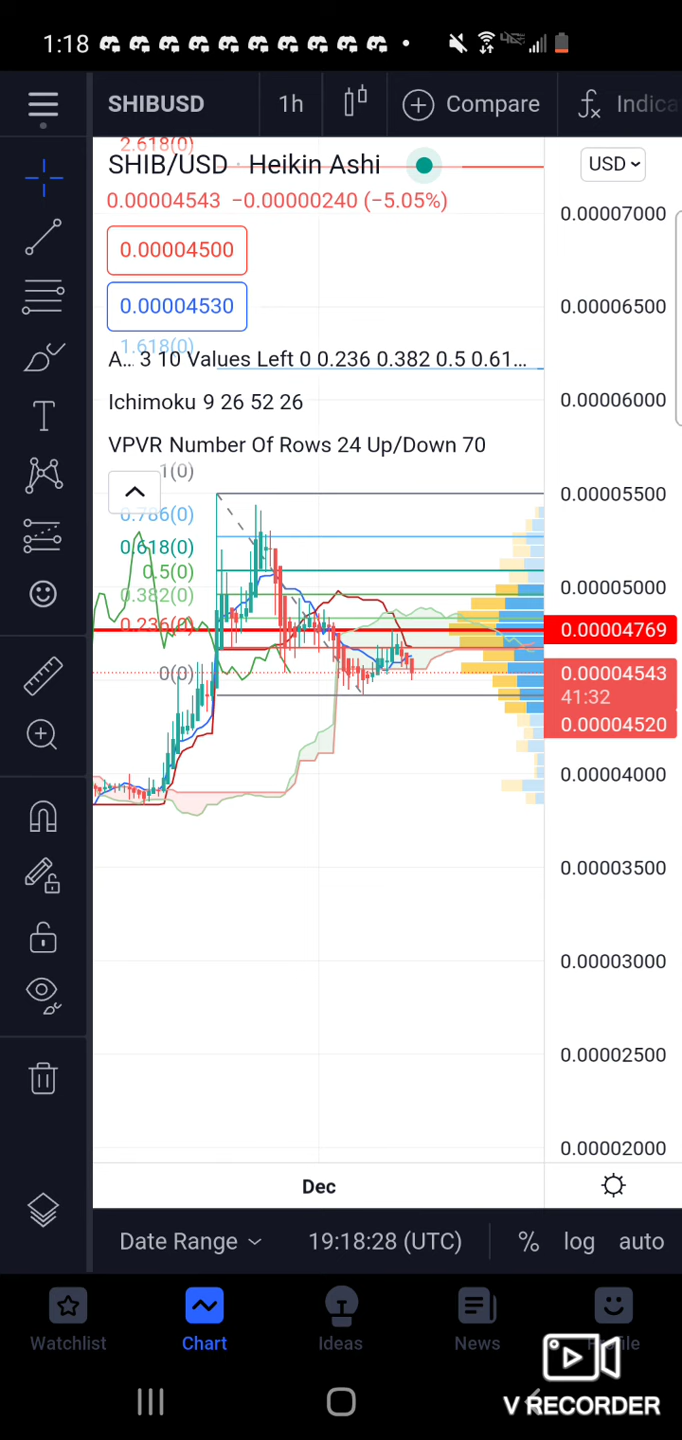 1:18
SHIBUSD 1h Compare Indica
2.618(0)
SHIB/USD · Heikin Ashi USD
0.00004543 −0.00000240 (−5.05%)
0.00007000
0.00004500
0.00004530
0.00006500
1.618(0)
A… 3 10 Values Left 0 0.236 0.382 0.5 0.61…
Ichimoku 9 26 52 26
0.00006000
VPVR Number Of Rows 24 Up/Down 70
1(0)
0.00005500
0.786(0)
0.618(0)
0.5(0)
0.00005000
0.382(0)
0.236(0)
0.00004769
0(0)
0.00004543
41:32
0.00004520
0.00004000
0.00003500
0.00003000
0.00002500
0.00002000
Dec
Date Range 19:18:28 (UTC) % log auto
Watchlist Chart Ideas News
V RECORDER